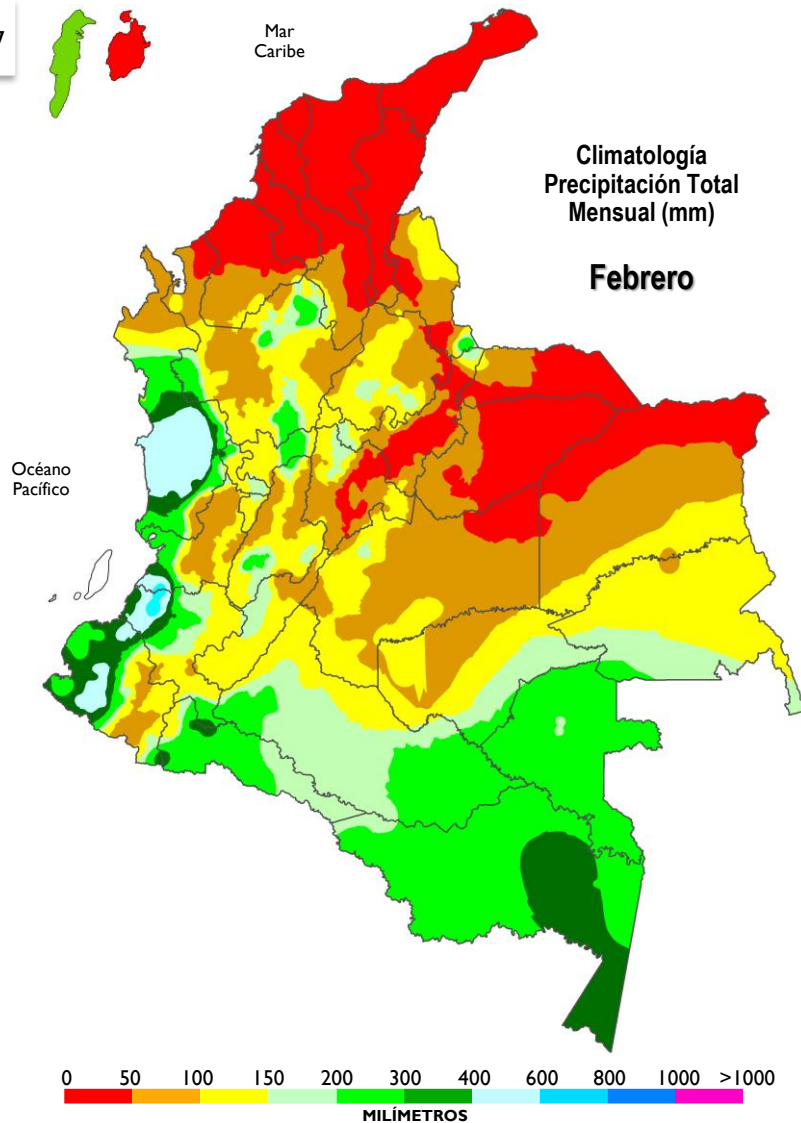 Mar
Caribe
Climatología
Precipitación Total
Mensual (mm)
Febrero
Océano
Pacífico
0 50 100 150 200 300 400 600 800 1000 >1000
MILÍMETROS